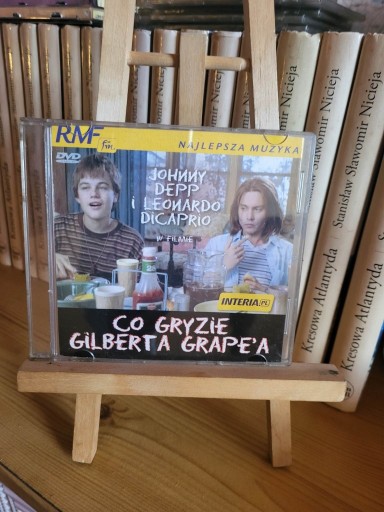 RMF fm
NAJLEPSZA MUZYKA
DVD
JOHNNY
DEPP
I LEONARDO
DICAPRIO
W FILMIE
INTERIA.PL
CO GRYZIE
GILBERTA GRAPE'A
Stanisław Sławomir Nicieja
Kresowa Atlantyda
Stanisław Sławomir Nicieja
Kresowa Atlantyda